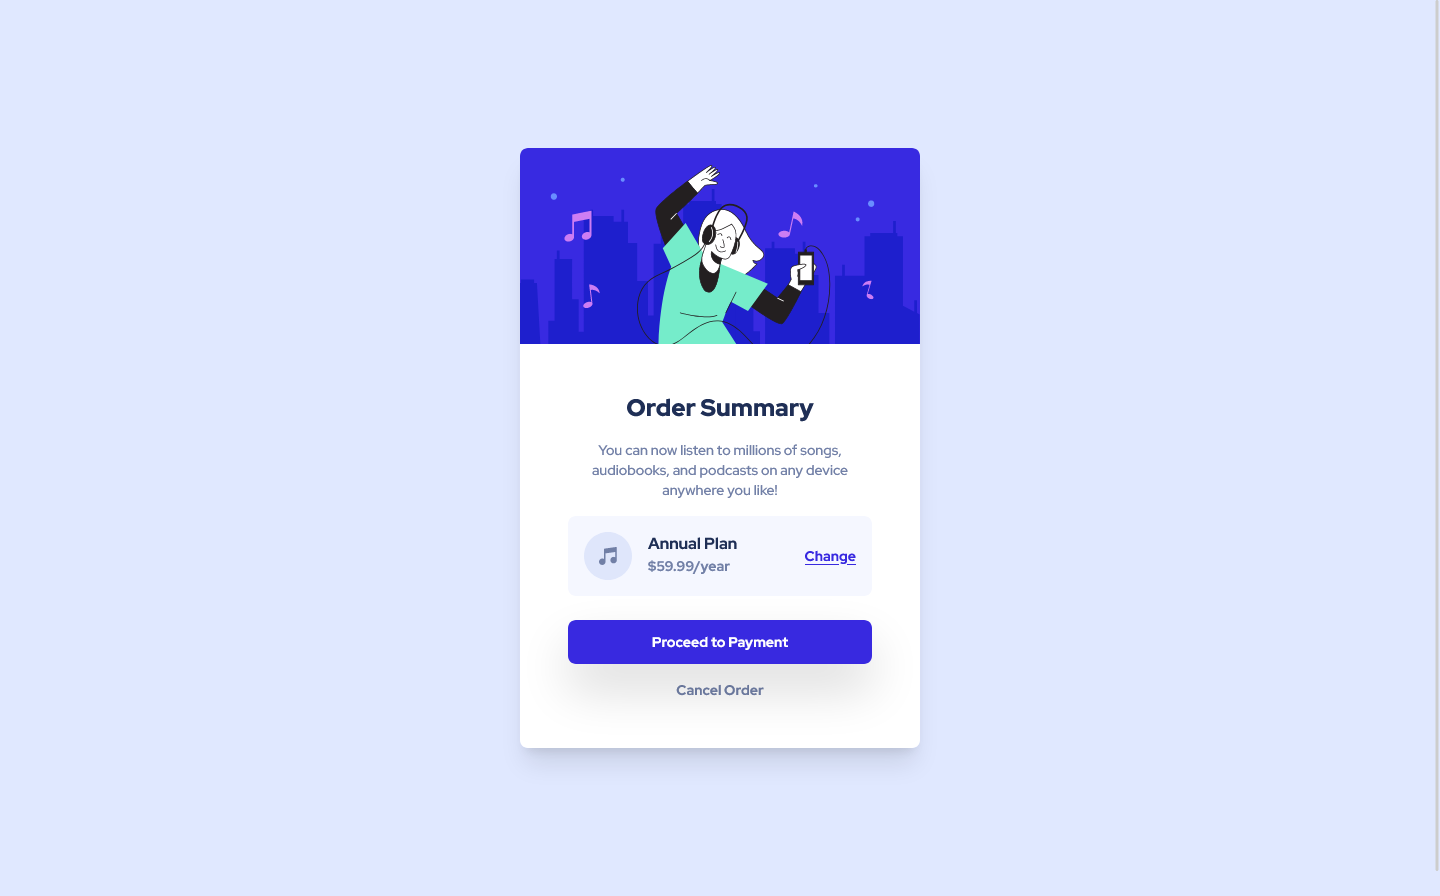 Order Summary
You can now listen to millions of songs,
audiobooks, and podcasts on any device
anywhere you like!
Annual Plan
$59.99/year
Change
Proceed to Payment
Cancel Order